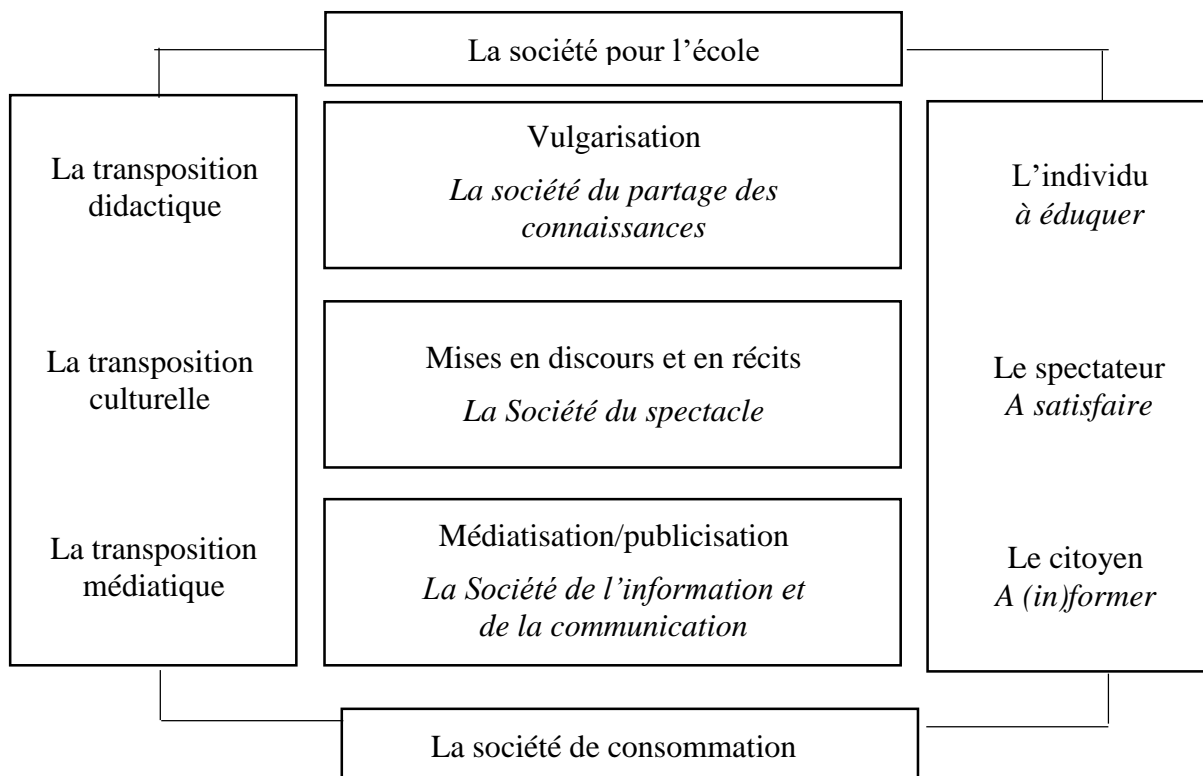 La société pour l’école
La transposition
didactique
Vulgarisation
La société du partage des
connaissances
L’individu
à éduquer
La transposition
culturelle
Mises en discours et en récits
La Société du spectacle
Le spectateur
A satisfaire
La transposition
médiatique
Médiatisation/publicisation
La Société de l’information et
de la communication
Le citoyen
A (in)former
La société de consommation